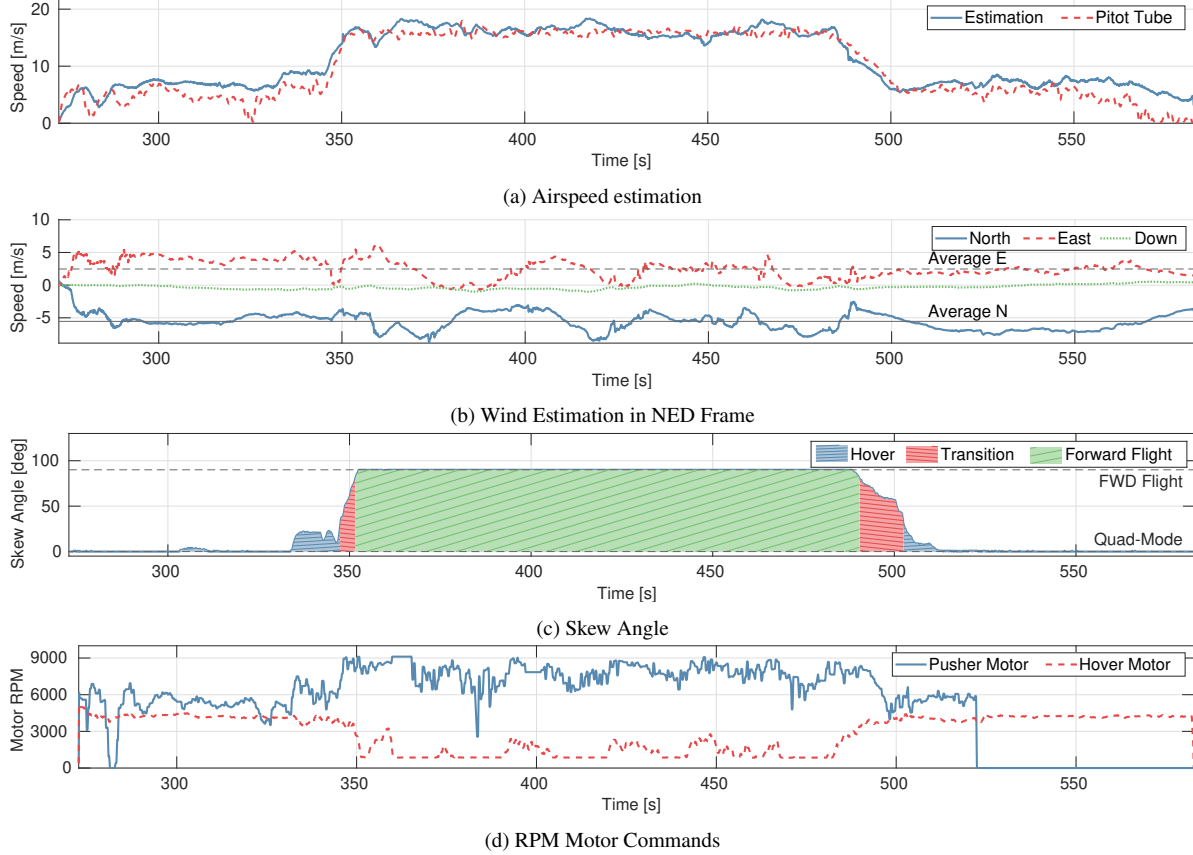 20
10
0
Speed [m/s]
Estimation
Pitot Tube
300 350 400 450 500 550
Time [s]
(a) Airspeed estimation
10
5
0
-5
Speed [m/s]
North
East
Down
Average E
Average N
300 350 400 450 500 550
Time [s]
(b) Wind Estimation in NED Frame
100
50
0
Skew Angle [deg]
Hover
Transition
Forward Flight
FWD Flight
Quad-Mode
300 350 400 450 500 550
Time [s]
(c) Skew Angle
9000
6000
3000
0
Motor RPM
Pusher Motor
Hover Motor
300 350 400 450 500 550
Time [s]
(d) RPM Motor Commands